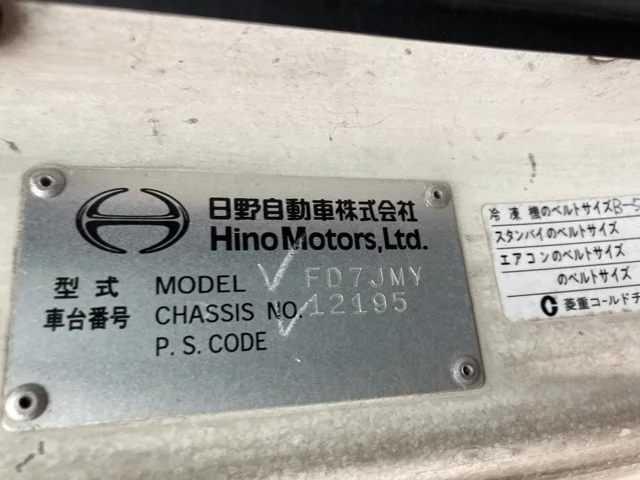 日野自動車株式会社
Hino Motors, Ltd.
型式 MODEL FD7JMY
車台番号 CHASSIS NO. 12195
P. S. CODE
冷凍機のベルトサイズ B-5
スタンバイのベルトサイズ
エアコンのベルトサイズ
のベルトサイズ
菱重コールドチ